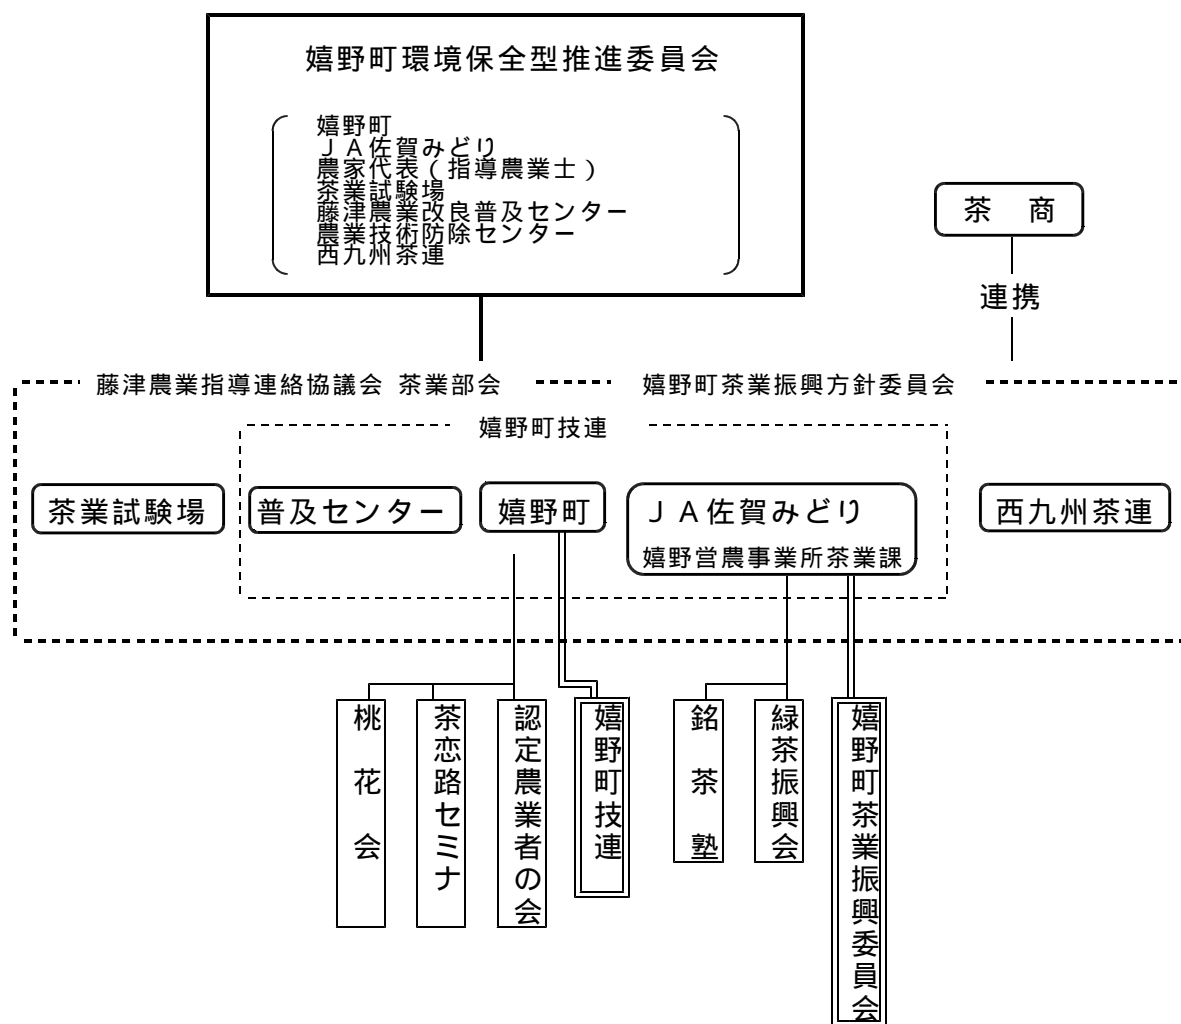 嬉野町環境保全型推進委員会
嬉野町
ＪＡ佐賀みどり
農家代表（指導農業士）
茶業試験場
藤津農業改良普及センター
農業技術防除センター
西九州茶連
茶　商
連携
藤津農業指導連絡協議会 茶業部会
嬉野町茶業振興方針委員会
嬉野町技連
茶業試験場
普及センター
嬉野町
ＪＡ佐賀みどり
嬉野営農事業所茶業課
西九州茶連
桃　花　会
茶恋路セミナ
認定農業者の会
嬉野町技連
銘　茶　塾
緑茶振興会
嬉野町茶業振興委員会